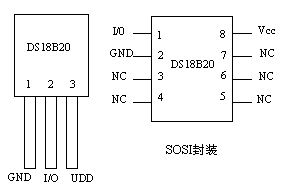 DS18B20
1 2 3
GND I/O UDD
I/0 1 8 Vcc
GND 2 DS18B20 7 NC
NC 3 6 NC
NC 4 5 NC
SOSI封装